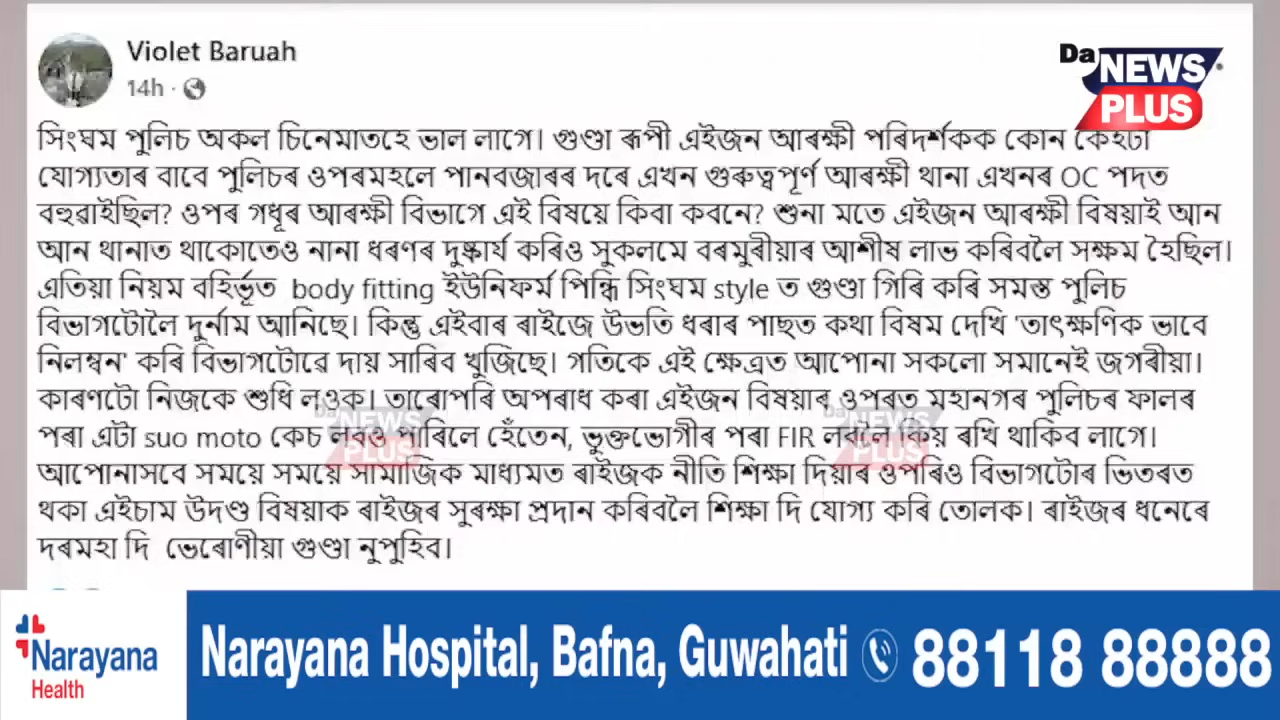 Violet Baruah
14h ·
Da NEWS PLUS
সিংঘম পুলিচ অকল চিনেমাতহে ভাল লাগে। গুণ্ডা ৰূপী এইজন আৰক্ষী পৰিদৰ্শকক কোন কেইটা
যোগ্যতাৰ বাবে পুলিচৰ ওপৰমহলে পানবজাৰৰ দৰে এখন গুৰুত্বপূৰ্ণ আৰক্ষী থানা এখনৰ OC পদত
বহুৱাইছিল? ওপৰ গধূৰ আৰক্ষী বিভাগে এই বিষয়ে কিবা কবনে? শুনা মতে এইজন আৰক্ষী বিষয়াই আন
আন থানাত থাকোতেও নানা ধৰণৰ দুষ্কাৰ্য কৰিও সুকলমে বৰমুৰীয়াৰ আশীষ লাভ কৰিবলৈ সক্ষম হৈছিল।
এতিয়া নিয়ম বহিৰ্ভূত body fitting ইউনিফৰ্ম পিন্ধি সিংঘম style ত গুণ্ডা গিৰি কৰি সমস্ত পুলিচ
বিভাগটোলৈ দুৰ্নাম আনিছে। কিন্তু এইবাৰ ৰাইজে উভতি ধৰাৰ পাছত কথা বিষম দেখি 'তাৎক্ষণিক ভাবে
নিলম্বন' কৰি বিভাগটোৱে দায় সাৰিব খুজিছে। গতিকে এই ক্ষেত্ৰত আপোনা সকলো সমানেই জগৰীয়া।
কাৰণটো নিজকে শুধি লওক। তাৰোপৰি অপৰাধ কৰা এইজন বিষয়াৰ ওপৰত মহানগৰ পুলিচৰ ফালৰ
পৰা এটা suo moto কেচ লবও পাৰিলে হেঁতেন, ভুক্তভোগীৰ পৰা FIR লবলৈ কিয় ৰখি থাকিব লাগে।
আপোনাসবে সময়ে সময়ে সামাজিক মাধ্যমত ৰাইজক নীতি শিক্ষা দিয়াৰ ওপৰিও বিভাগটোৰ ভিতৰত
থকা এইচাম উদণ্ড বিষয়াক ৰাইজৰ সুৰক্ষা প্ৰদান কৰিবলৈ শিক্ষা দি যোগ্য কৰি তোলক। ৰাইজৰ ধনেৰে
দৰমহা দি ভেৰোণীয়া গুণ্ডা নুপুহিব।
Da NEWS PLUS
Da NEWS PLUS
Narayana Health
Narayana Hospital, Bafna, Guwahati 88118 88888